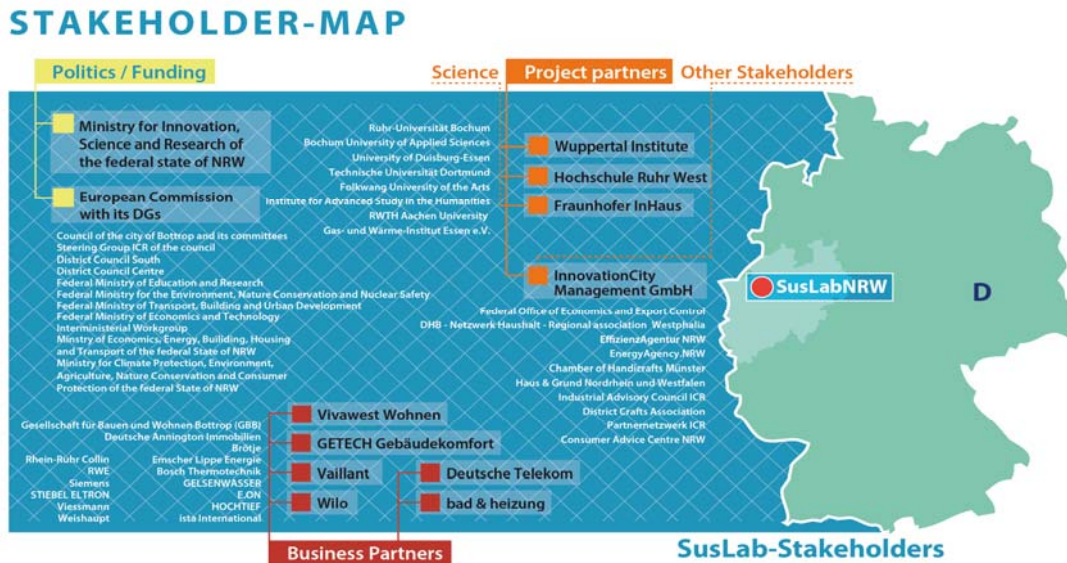 STAKEHOLDER-MAP
Politics / Funding
Ministry for Innovation,
Science and Research of
the federal state of NRW
European Commission
with its DGs
Council of the city of Bottrop and its committees
Steering Group ICR of the council
District Council South
District Council Centre
Federal Ministry of Education and Research
Federal Ministry for the Environment, Nature Conservation and Nuclear Safety
Federal Ministry of Transport, Building and Urban Development
Federal Ministry of Economics and Technology
Interministerial Workgroup
Minstry of Economics, Energy, Building, Housing
and Transport of the federal State of NRW
Ministry for Climate Protection, Environment,
Agriculture, Nature Conservation and Consumer
Protection of the federal State of NRW
Science
Ruhr-Universität Bochum
Bochum University of Applied Sciences
University of Duisburg-Essen
Technische Universität Dortmund
Folkwang University of the Arts
Institute for Advanced Study in the Humanities
RWTH Aachen University
Gas- und Wärme-Institut Essen e.V.
Project partners
Wuppertal Institute
Hochschule Ruhr West
Fraunhofer InHaus
InnovationCity
Management GmbH
Other Stakeholders
Federal Office of Economics and Export Control
DHB - Netzwerk Haushalt - Regional association Westphalia
EffizienzAgentur NRW
EnergyAgency.NRW
Chamber of Handicrafts Münster
Haus & Grund Nordrhein und Westfalen
Industrial Advisory Council ICR
District Crafts Association
Partnernetzwerk ICR
Consumer Advice Centre NRW
SusLabNRW
D
Gesellschaft für Bauen und Wohnen Bottrop (GBB)
Deutsche Annington Immobilien
Brötje
Rhein-Ruhr Collin
Emscher Lippe Energie
RWE
Bosch Thermotechnik
Siemens
GELSENWASSER
STIEBEL ELTRON
E.ON
Viessmann
HOCHTIEF
Weishaupt
ista International
Vivawest Wohnen
GETECH Gebäudekomfort
Vaillant
Deutsche Telekom
Wilo
bad & heizung
Business Partners
SusLab-Stakeholders